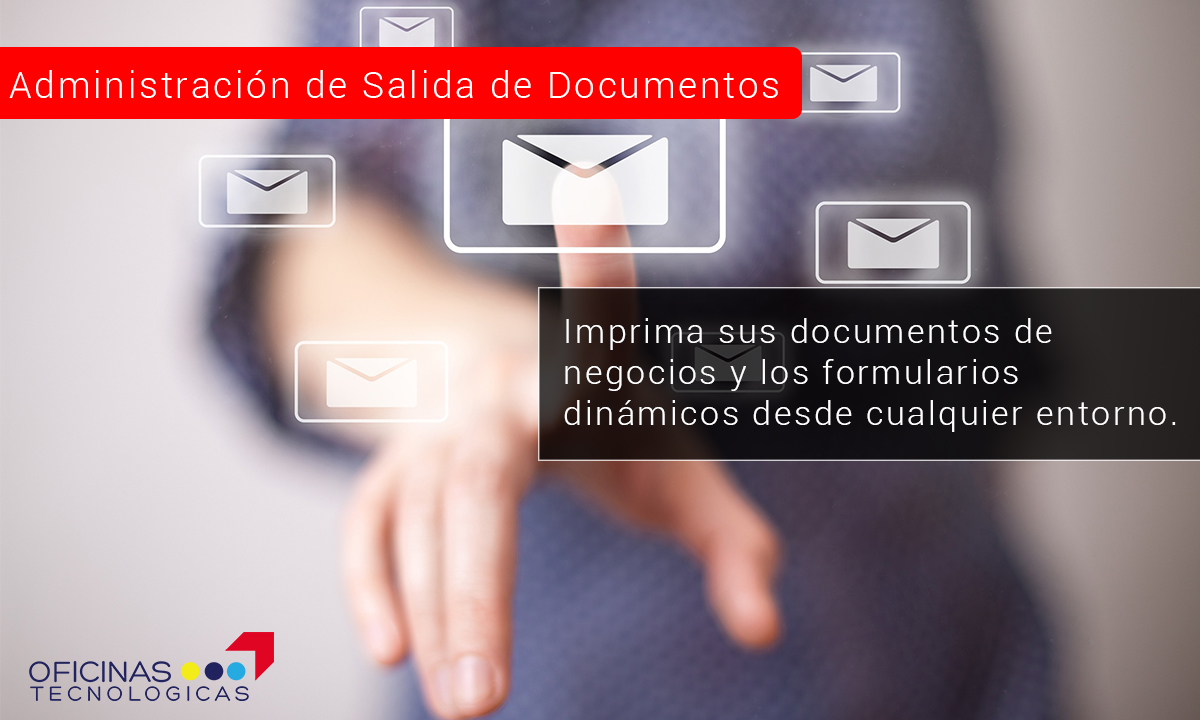 Administración de Salida de Documentos
Imprima sus documentos de
negocios y los formularios
dinámicos desde cualquier entorno.
OFICINAS
TECNOLOGICAS